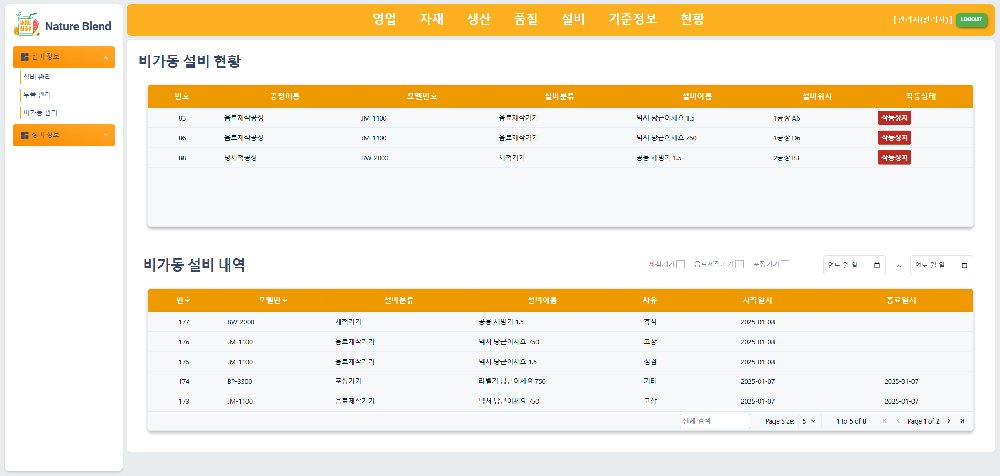 NATURE BLEND
Nature Blend
설비 정보
설비 관리
부품 관리
비가동 관리
정비 정보
영업 자재 생산 품질 설비 기준정보 현황
[ 관리자(관리자) ] LOGOUT
비가동 설비 현황
번호 공정이름 모델번호 설비분류 설비이름 설비위치 작동상태
83 음료제작공정 JM-1100 음료제작기기 믹서 당근이세요 1.5 1공장 A6 작동정지
86 음료제작공정 JM-1100 음료제작기기 믹서 당근이세요 750 1공장 D6 작동정지
88 병세척공정 BW-2000 세척기기 공용 세병기 1.5 2공장 B3 작동정지
비가동 설비 내역
세척기기 음료제작기기 포장기기 연도-월-일 ~ 연도-월-일
번호 모델번호 설비분류 설비이름 사유 시작일시 종료일시
177 BW-2000 세척기기 공용 세병기 1.5 휴식 2025-01-08
176 JM-1100 음료제작기기 믹서 당근이세요 750 고장 2025-01-08
175 JM-1100 음료제작기기 믹서 당근이세요 1.5 점검 2025-01-08
174 BP-3300 포장기기 라벨기 당근이세요 750 기타 2025-01-07 2025-01-07
173 JM-1100 음료제작기기 믹서 당근이세요 750 고장 2025-01-07 2025-01-07
전체 검색 Page Size: 5 1 to 5 of 8 Page 1 of 2